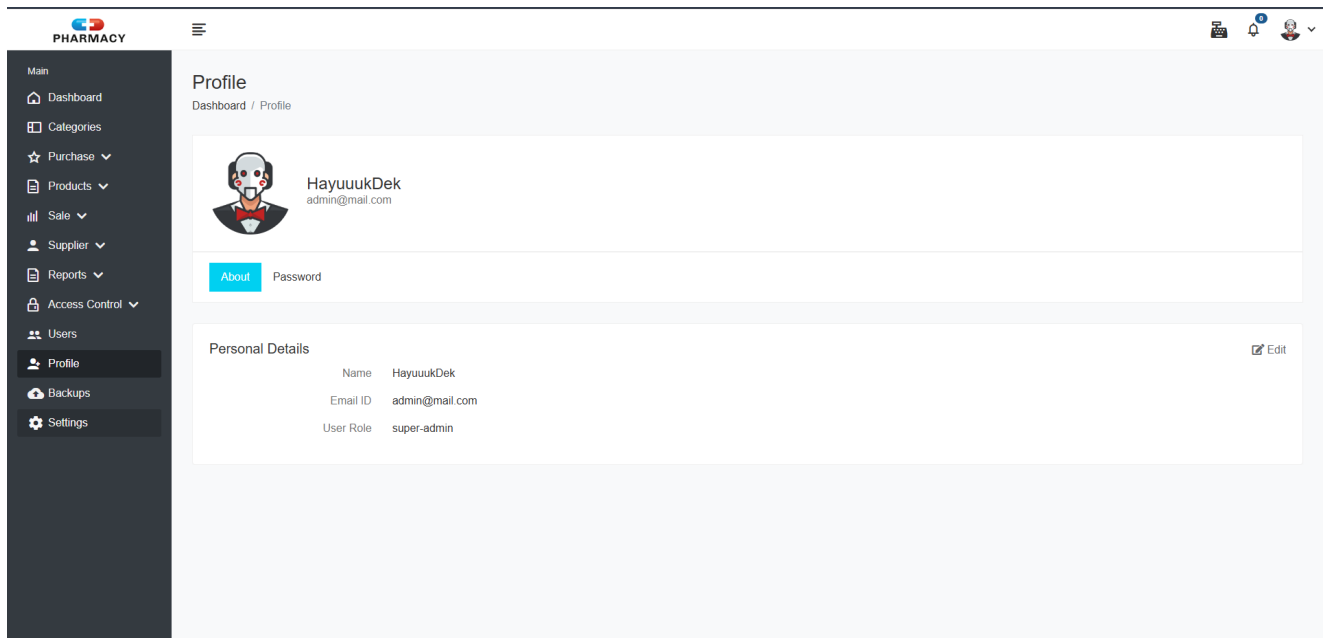 PHARMACY
0
Main
Dashboard
Categories
Purchase
Products
Sale
Supplier
Reports
Access Control
Users
Profile
Backups
Settings
Profile
Dashboard / Profile
HayuuukDek
admin@mail.com
About Password
Personal Details Edit
Name HayuuukDek
Email ID admin@mail.com
User Role super-admin